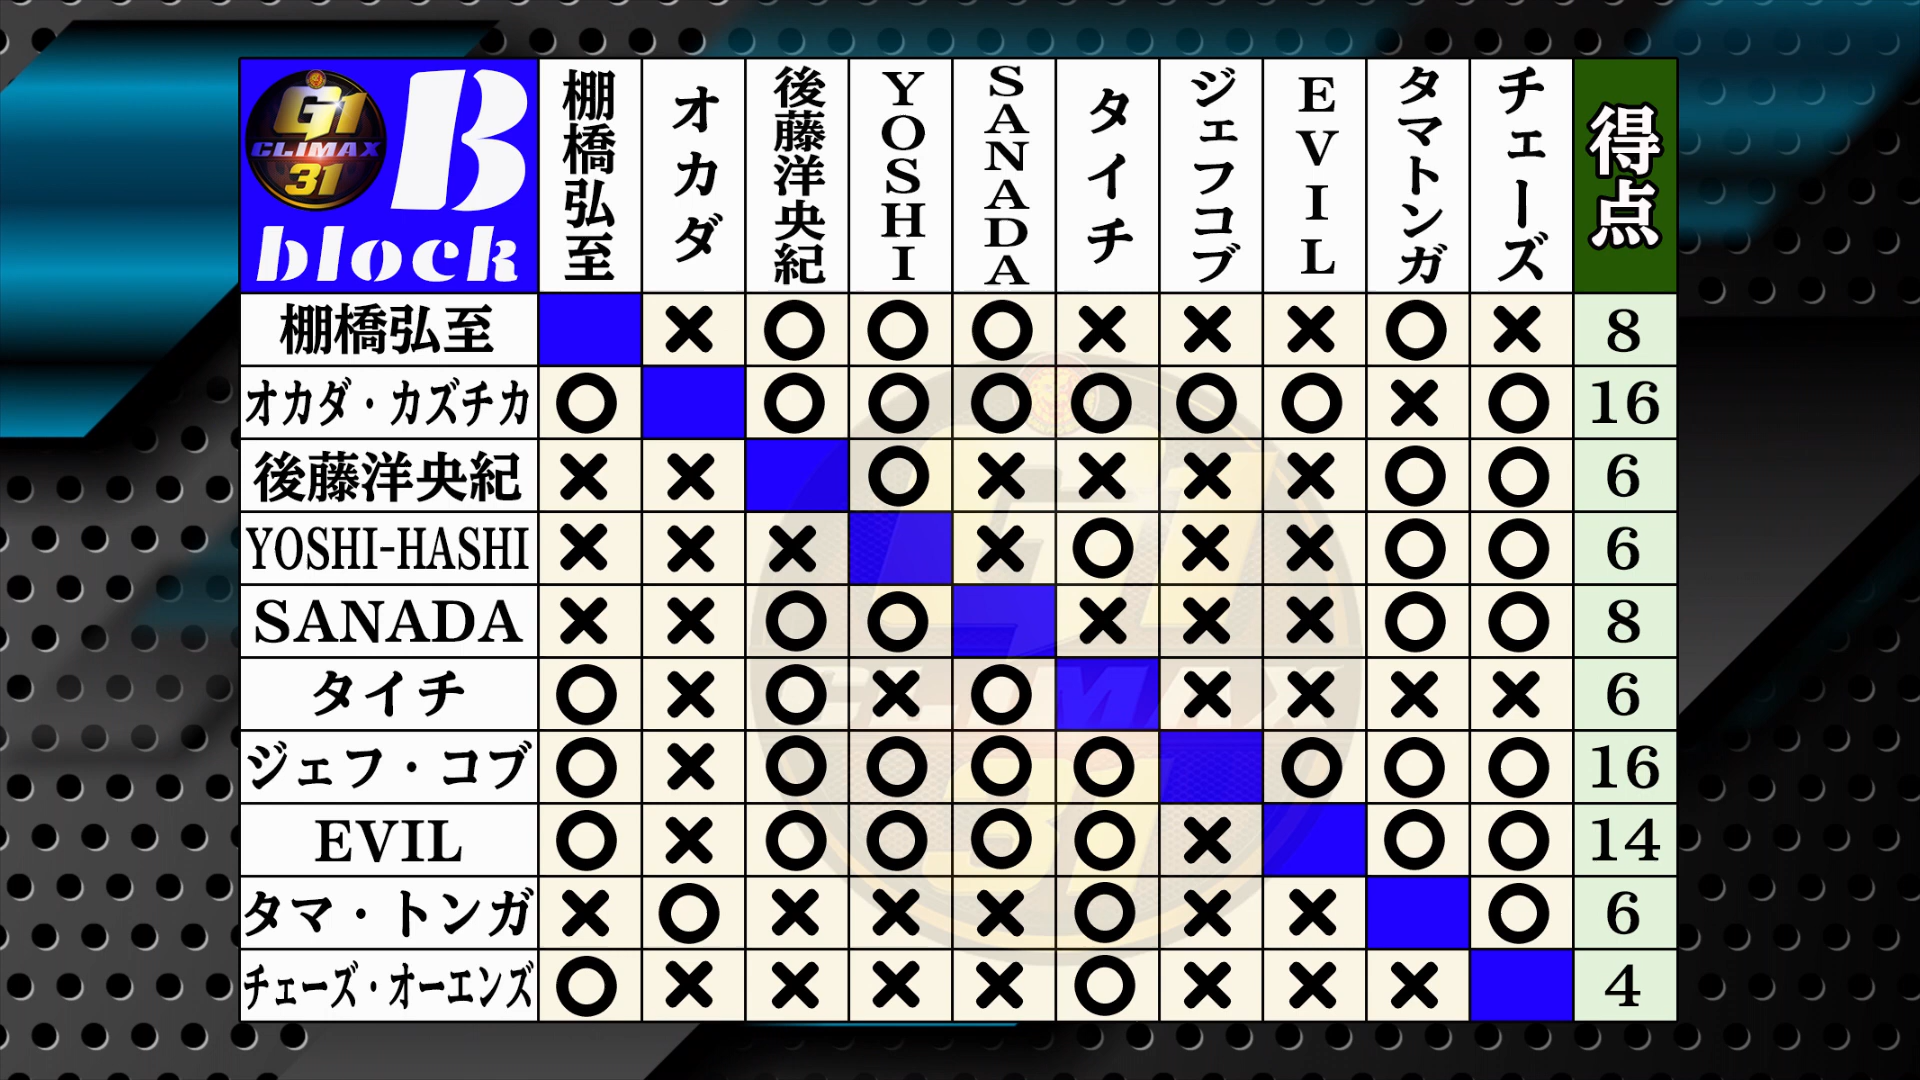 G1
CLIMAX
31
B
block
棚橋弘至
オカダ
後藤洋央紀
YOSHI
SANADA
タイチ
ジェフコブ
EVIL
タマトンガ
チェーズ
得点
棚橋弘至 × ○ ○ ○ × × × ○ × 8
オカダ・カズチカ ○ ○ ○ ○ ○ ○ ○ × ○ 16
後藤洋央紀 × × ○ × × × × ○ ○ 6
YOSHI-HASHI × × × × ○ × × ○ ○ 6
SANADA × × ○ ○ × × × ○ ○ 8
タイチ ○ × ○ × ○ × × × × 6
ジェフ・コブ ○ × ○ ○ ○ ○ ○ ○ ○ 16
EVIL ○ × ○ ○ ○ ○ × ○ ○ 14
タマ・トンガ × ○ × × × ○ × × ○ 6
チェーズ・オーエンズ ○ × × × × ○ × × × 4